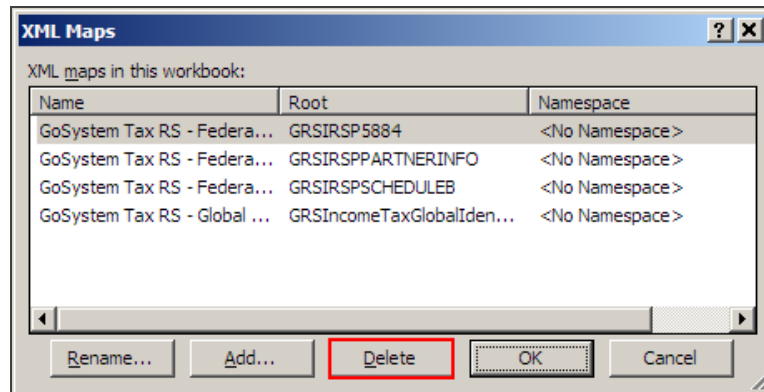 XML Maps
XML maps in this workbook:
Name Root Namespace
GoSystem Tax RS - Federa... GRSIRSP5884 <No Namespace>
GoSystem Tax RS - Federa... GRSIRSPPARTNERINFO <No Namespace>
GoSystem Tax RS - Federa... GRSIRSPSCHEDULEB <No Namespace>
GoSystem Tax RS - Global ... GRSIncomeTaxGlobalIden... <No Namespace>
Rename... Add... Delete OK Cancel